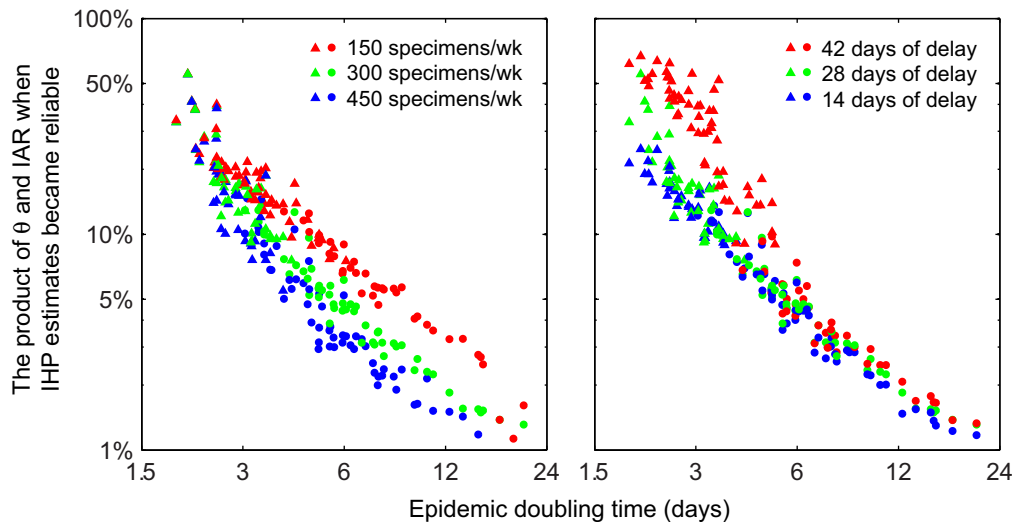 The product of θ and IAR when
IHP estimates became reliable
100%
50%
10%
5%
1%
150 specimens/wk
300 specimens/wk
450 specimens/wk
1.5
3
6
12
24
42 days of delay
28 days of delay
14 days of delay
1.5
3
6
12
24
Epidemic doubling time (days)